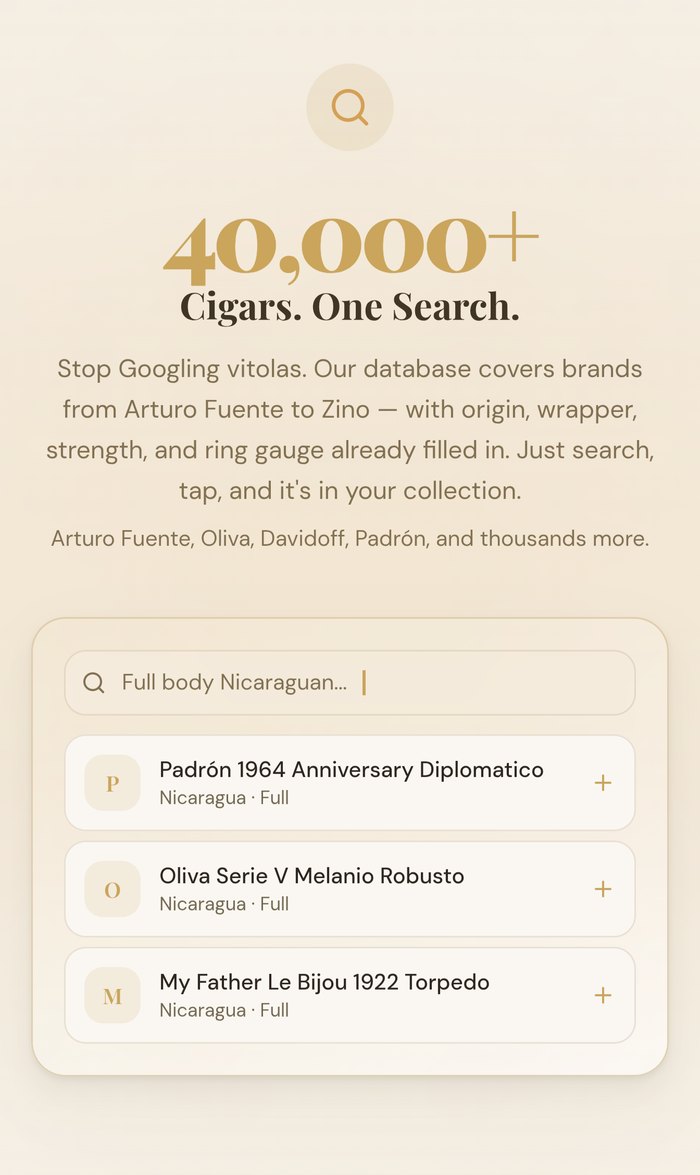 40,000+
Cigars. One Search.
Stop Googling vitolas. Our database covers brands
from Arturo Fuente to Zino — with origin, wrapper,
strength, and ring gauge already filled in. Just search,
tap, and it's in your collection.
Arturo Fuente, Oliva, Davidoff, Padrón, and thousands more.
Full body Nicaraguan...
P
Padrón 1964 Anniversary Diplomatico
Nicaragua · Full
+
O
Oliva Serie V Melanio Robusto
Nicaragua · Full
+
M
My Father Le Bijou 1922 Torpedo
Nicaragua · Full
+